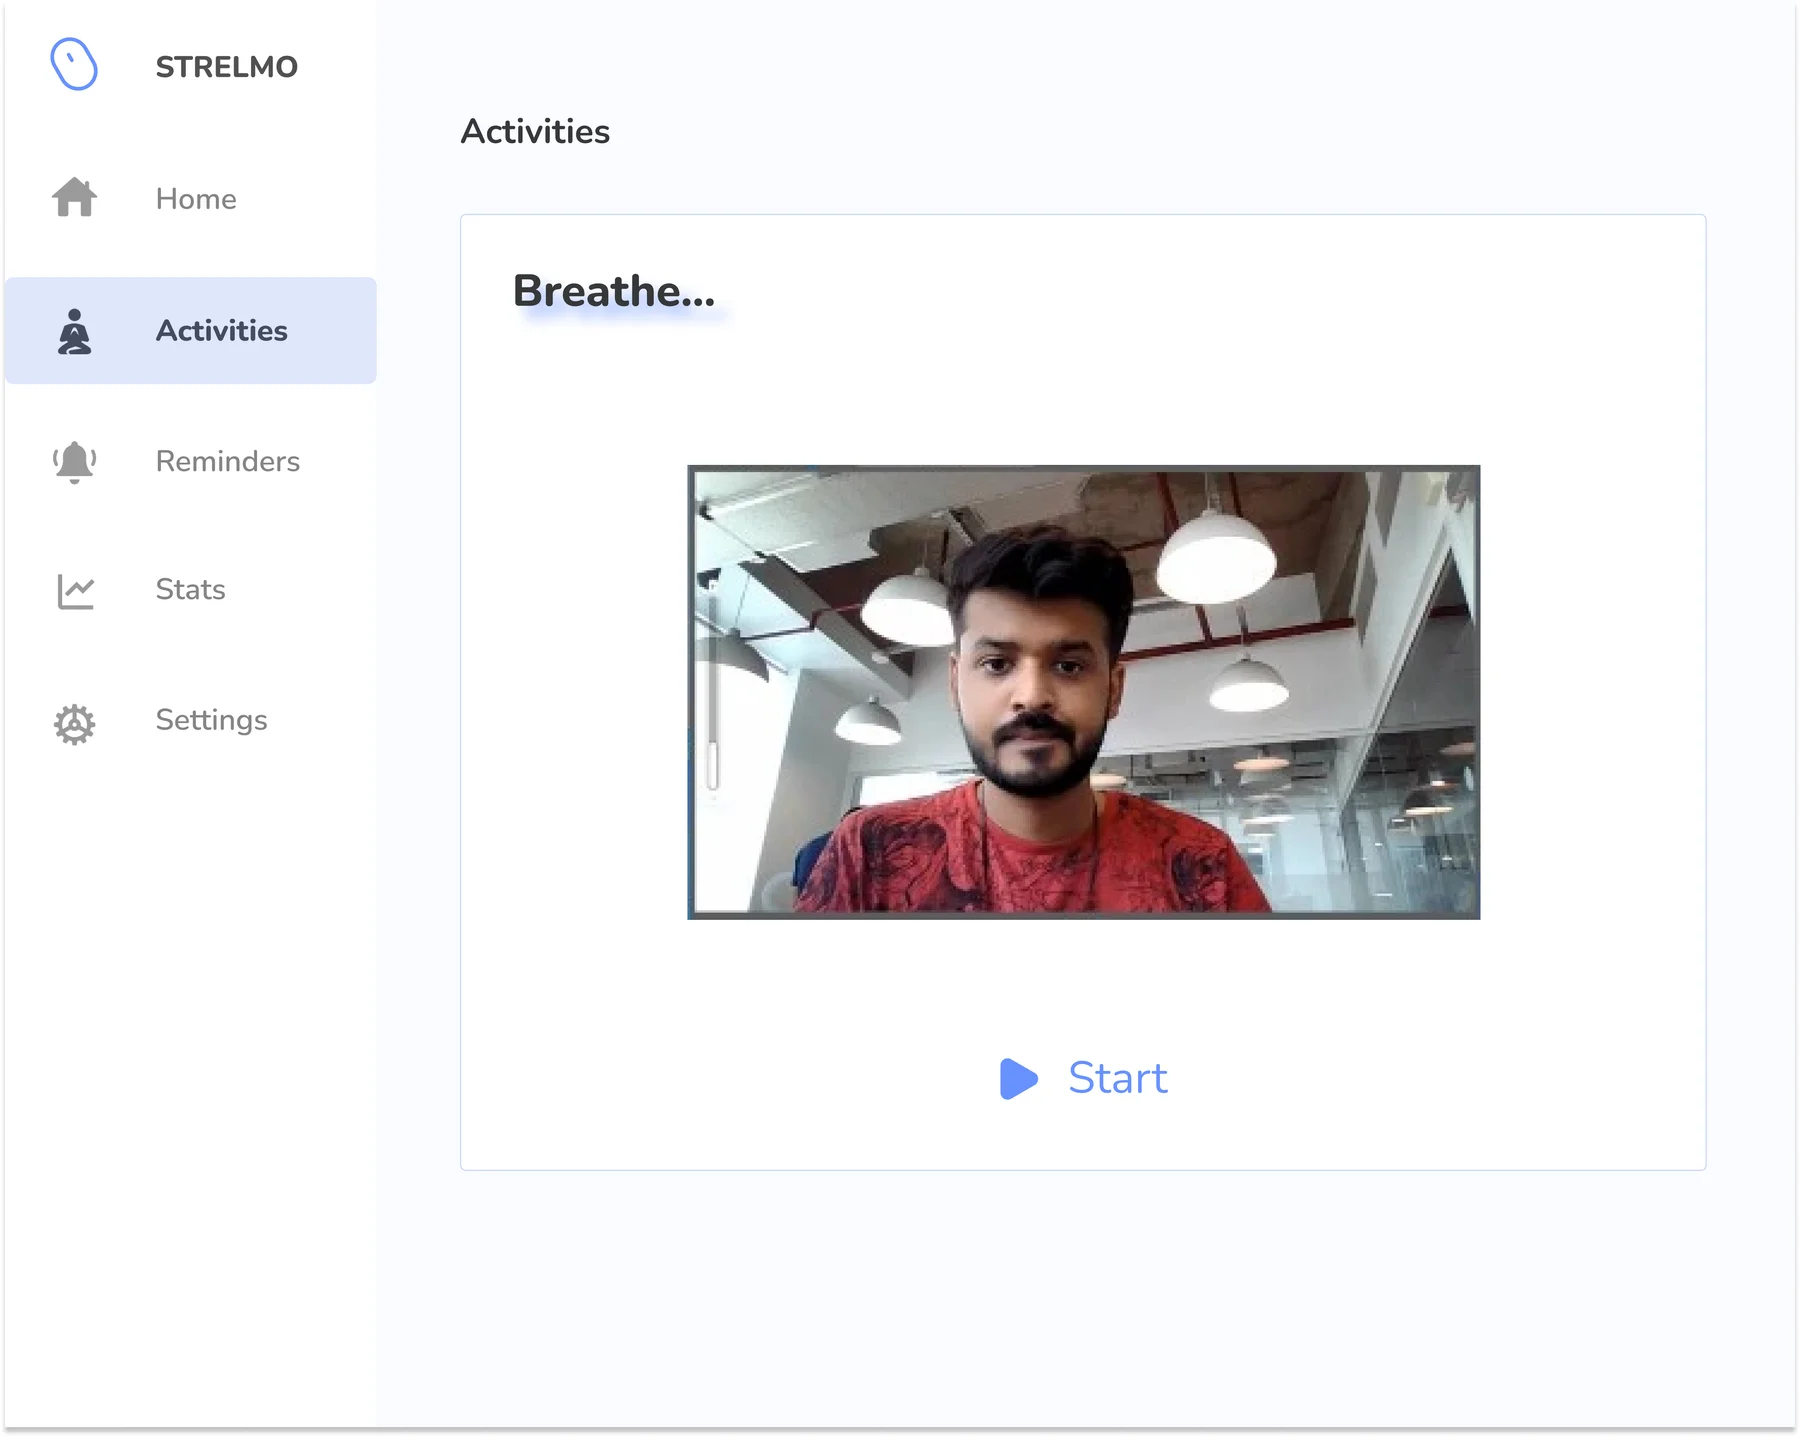 STRELMO
Home
Activities
Reminders
Stats
Settings
Activities
Breathe...
Start